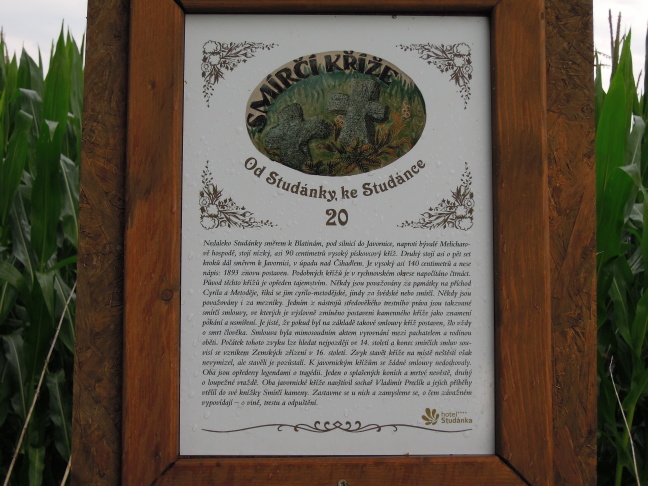 SMÍRČÍ KŘÍŽE
Od Studánky, ke Studánce
20
Nedaleko Studánky směrem k Blatinám, pod silnicí do Javornice, naproti bývalé Melicharo-
vě hospodě, stojí nízký, asi 90 centimetrů vysoký pískovcový kříž. Druhý stojí asi o pět set
kroků dál směrem k Javornici, v úpadu nad Čihadlem. Je vysoký asi 140 centimetrů a nese
nápis: 1893 znova postaven. Podobných křížů je v rychnovském okrese napočítáno čtrnáct.
Původ těchto křížů je opředen tajemstvím. Někdy jsou považovány za památky na příchod
Cyrila a Metoděje, říká se jim cyrilo-metodějské, jindy za švédské nebo smírčí. Někdy jsou
považovány i za mezníky. Jedním z nástrojů středověkého trestního práva jsou takzvané
smírčí smlouvy, ve kterých je výslovně zmíněno postavení kamenného kříže jako znamení
pokání a usmíření. Je jisté, že pokud byl na základě takové smlouvy kříž postaven, šlo vždy
o smrt člověka. Smlouva byla mimosoudním aktem vyrovnání mezi pachatelem a rodinou
oběti. Počátek tohoto zvyku lze hledat nejpozději ve 14. století a konec smírčích smluv sou-
visí se vznikem Zemských zřízení v 16. století. Zvyk stavět kříže na místě neštěstí však
nevymizel, ale stavěli je pozůstalí. K javornickým křížům se žádné smlouvy nedochovaly.
Oba jsou opředeny legendami o tragédii. Jeden o splašených koních a mrtvé nevěstě, druhý
o loupežné vraždě. Oba javornické kříže navštívil sochař Vladimír Preclík a jejich příběhy
vtělil do své knížky Smírčí kameny. Zastavme se u nich a zamysleme se, o čem závažném
vypovídají – o vině, trestu a odpuštění.
hotel****
Studánka